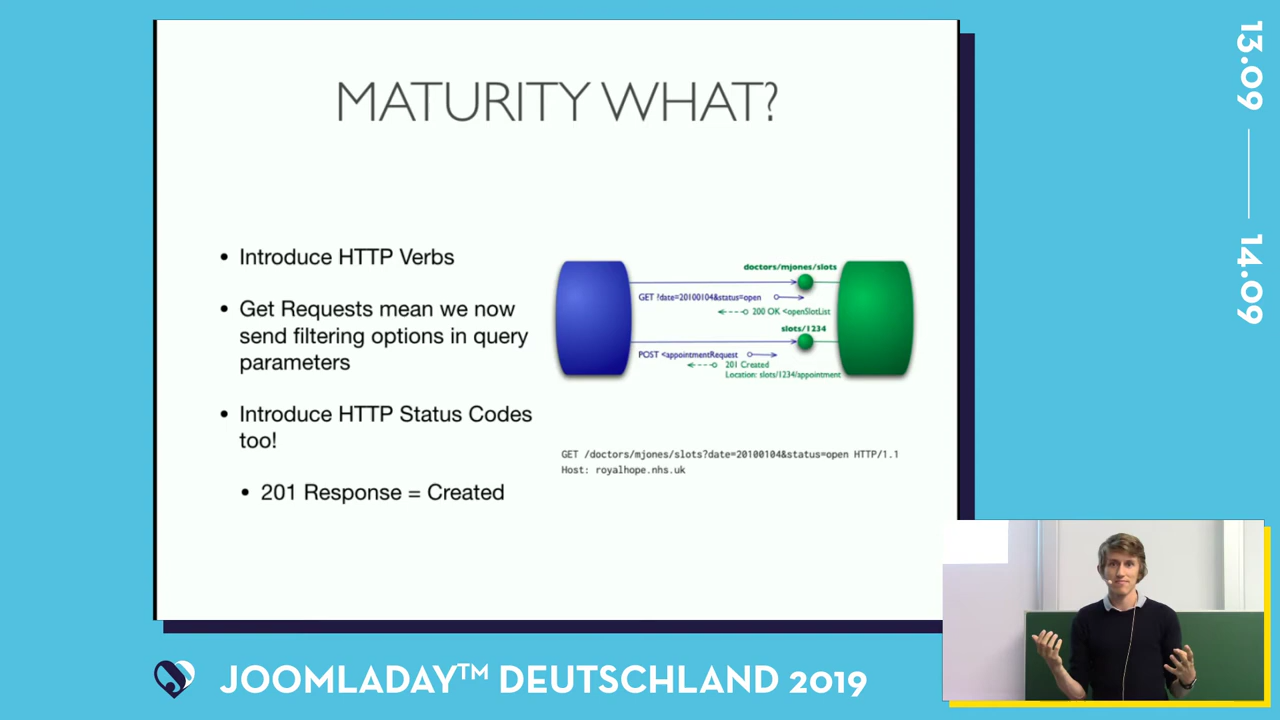 MATURITY WHAT?
• Introduce HTTP Verbs
• Get Requests mean we now
send filtering options in query
parameters
• Introduce HTTP Status Codes
too!
• 201 Response = Created
doctors/mjones/slots
GET ?date=20100104&status=open
200 OK <openSlotList
slots/1234
POST <appointmentRequest
201 Created
Location: slots/1234/appointment
GET /doctors/mjones/slots?date=20100104&status=open HTTP/1.1
Host: royalhope.nhs.uk
13.09
14.09
JOOMLADAY™ DEUTSCHLAND 2019